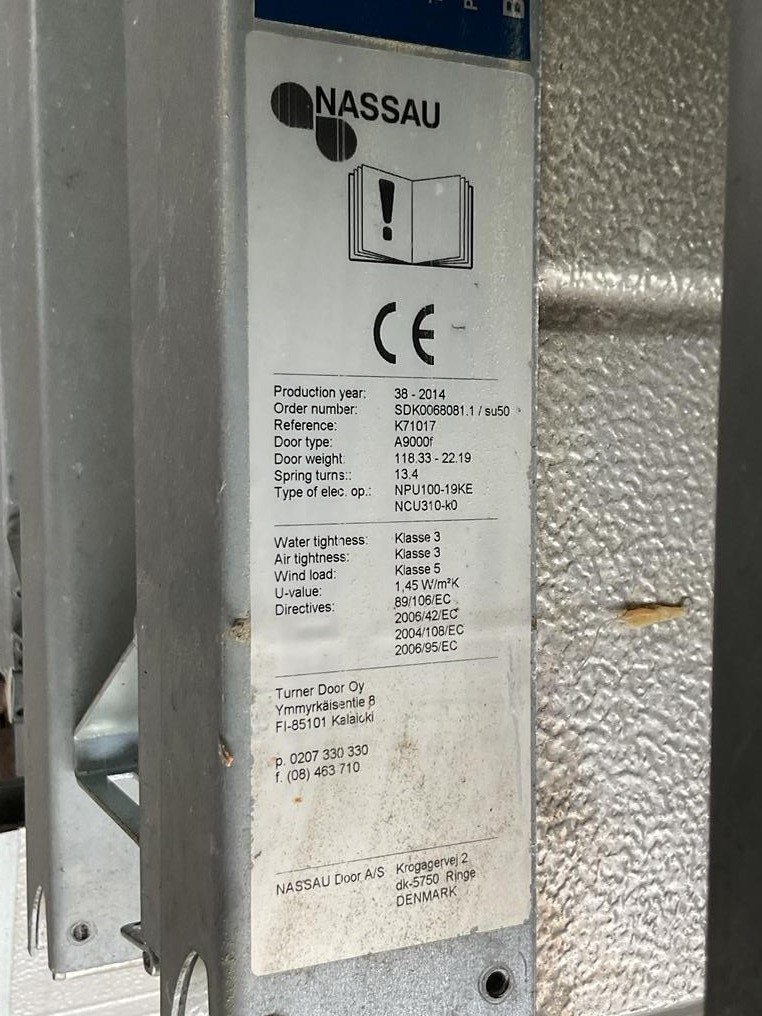 P
B
NASSAU
!
CE
Production year: 38 - 2014
Order number: SDK0068081.1 / su50
Reference: K71017
Door type: A9000f
Door weight: 118.33 - 22.19
Spring turns:: 13.4
Type of elec. op.: NPU100-19KE
NCU310-k0
Water tightness: Klasse 3
Air tightness: Klasse 3
Wind load: Klasse 5
U-value: 1,45 W/m²K
Directives: 89/106/EC
2006/42/EC
2004/108/EC
2006/95/EC
Turner Door Oy
Ymmyrkäisentie 8
FI-85101 Kalajoki
p. 0207 330 330
f. (08) 463 710
NASSAU Door A/S Krogagervej 2
dk-5750 Ringe
DENMARK